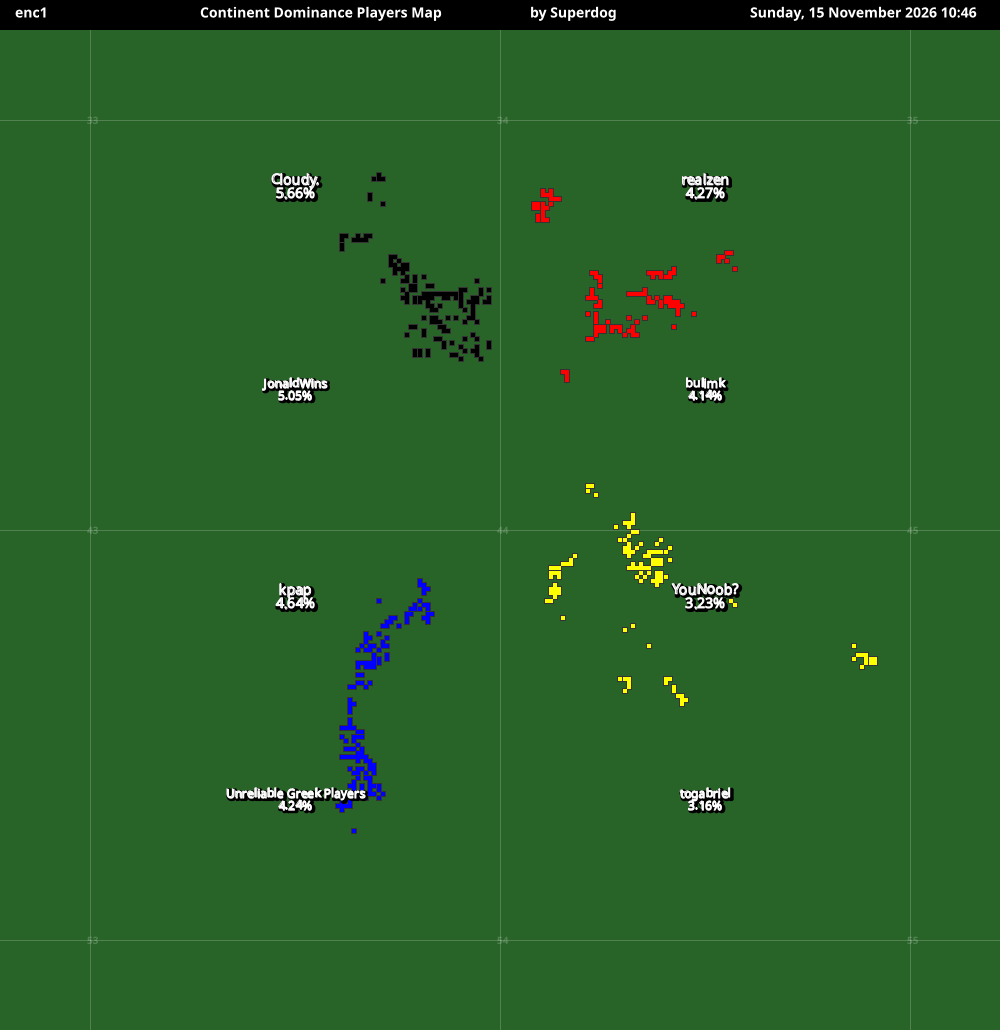 enc1 Continent Dominance Players Map by Superdog Sunday, 15 November 2026 10:46
33 34 35
Cloudy.
5.66%
realzen
4.27%
JonaldWins
5.05%
bulimk
4.14%
43 44 45
kpap
4.64%
YouNoob?
3.23%
Unreliable Greek Players
4.24%
togabriel
3.16%
53 54 55